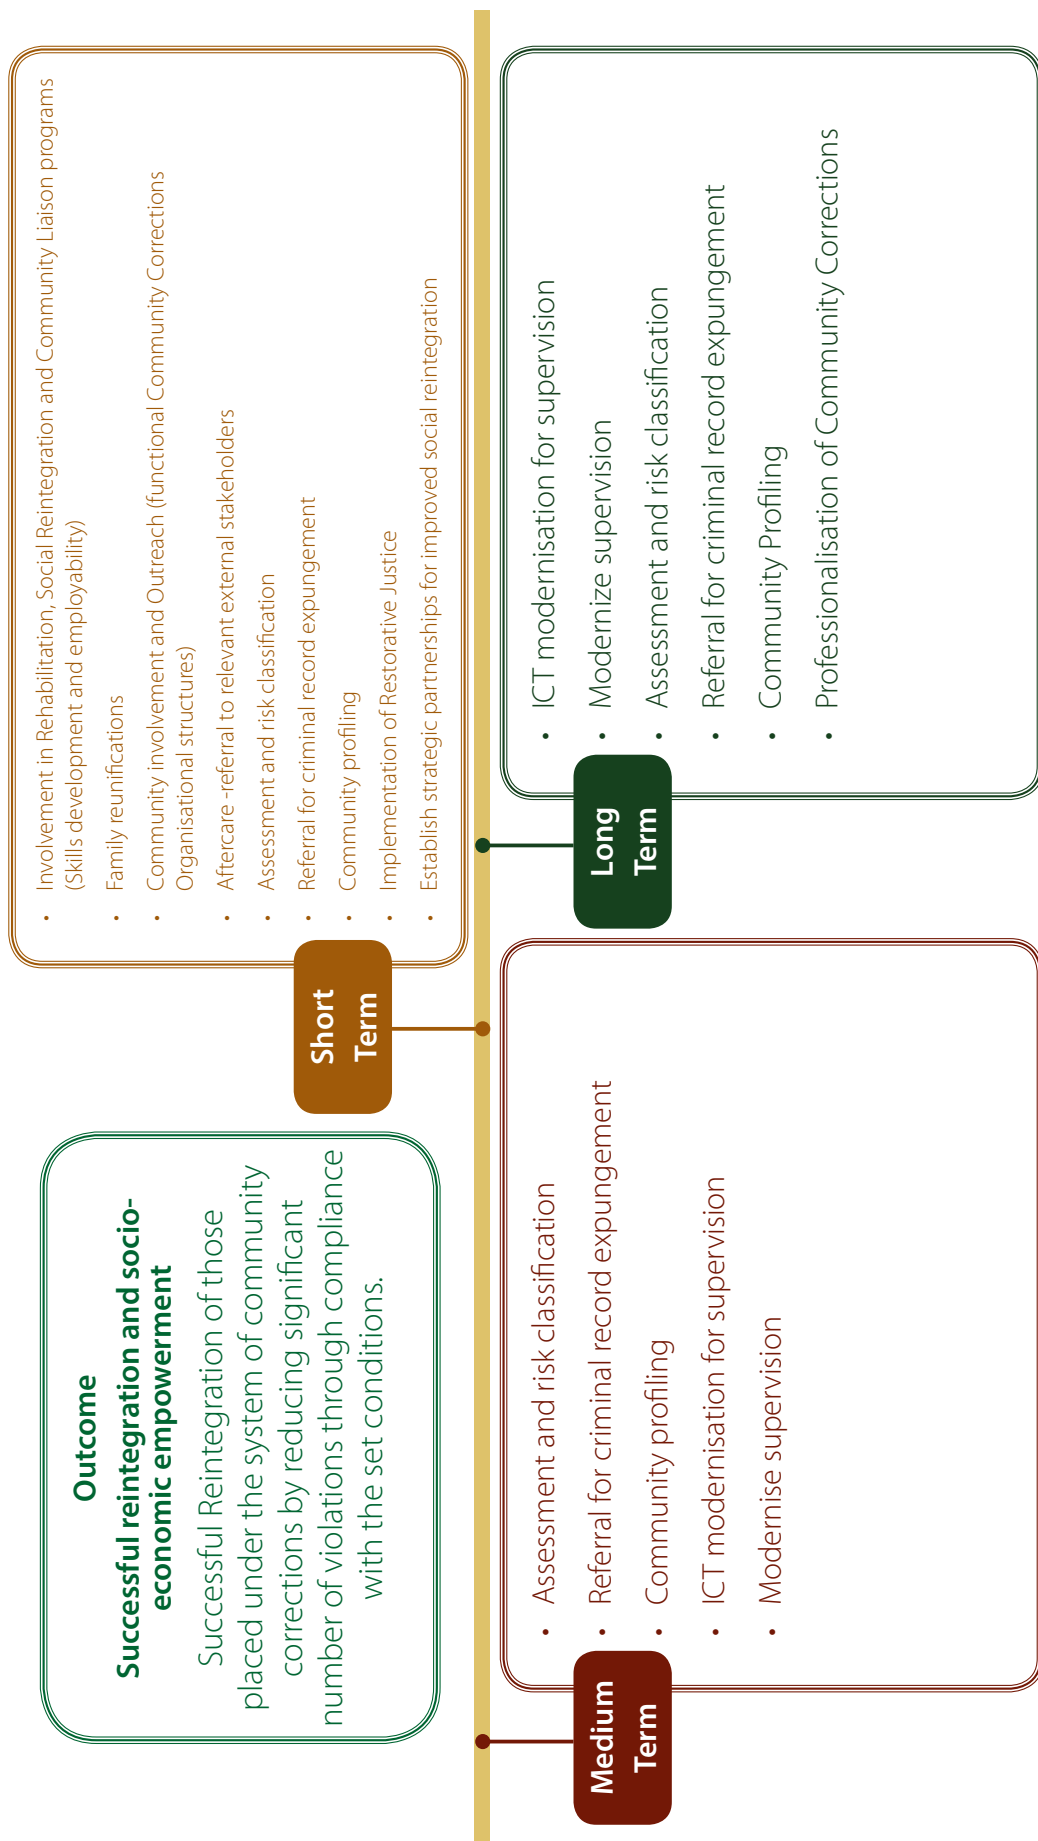 Outcome
Successful reintegration and socio-
economic empowerment
Successful Reintegration of those
placed under the system of community
corrections by reducing significant
number of violations through compliance
with the set conditions.
Short
Term
• Involvement in Rehabilitation, Social Reintegration and Community Liaison programs
(Skills development and employability)
• Family reunifications
• Community involvement and Outreach (functional Community Corrections
Organisational structures)
• Aftercare -referral to relevant external stakeholders
• Assessment and risk classification
• Referral for criminal record expungement
• Community profiling
• Implementation of Restorative Justice
• Establish strategic partnerships for improved social reintegration
Medium
Term
• Assessment and risk classification
• Referral for criminal record expungement
• Community profiling
• ICT modernisation for supervision
• Modernise supervision
Long
Term
• ICT modernisation for supervision
• Modernize supervision
• Assessment and risk classification
• Referral for criminal record expungement
• Community Profiling
• Professionalisation of Community Corrections